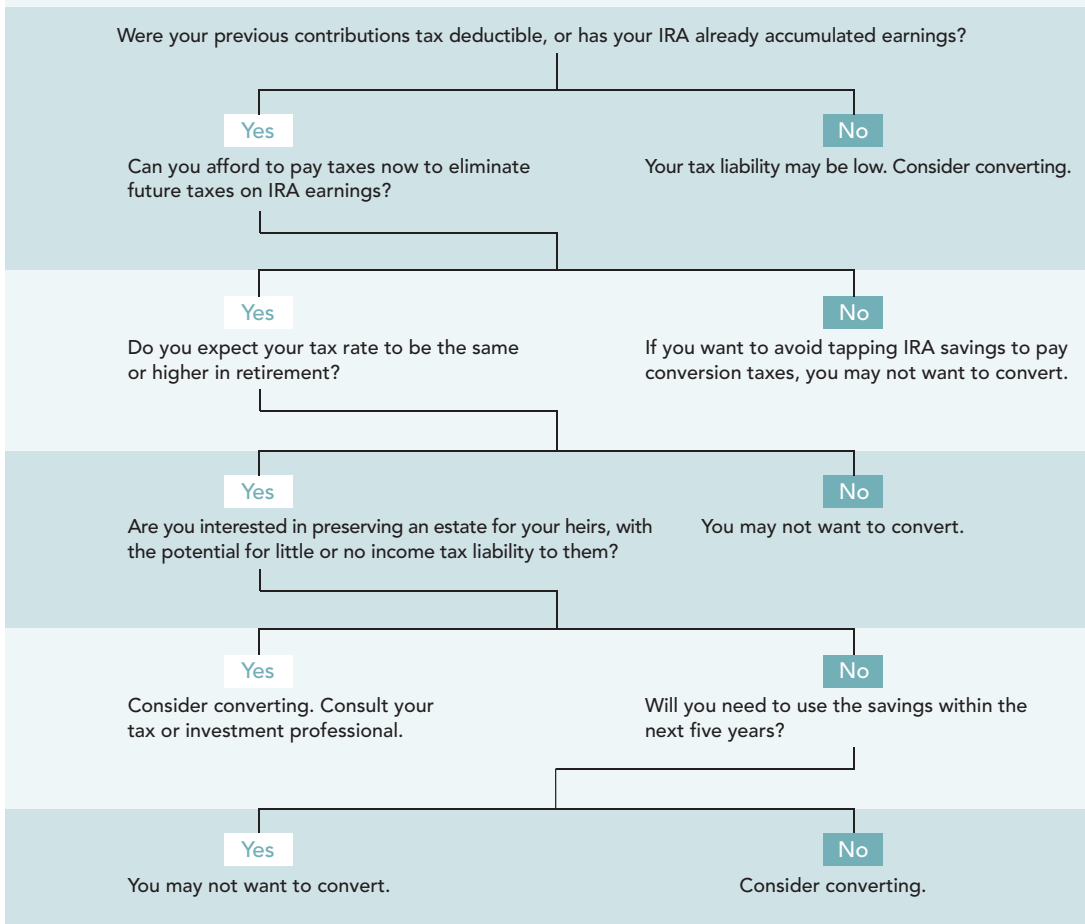 Were your previous contributions tax deductible, or has your IRA already accumulated earnings?
Yes
No
Can you afford to pay taxes now to eliminate
future taxes on IRA earnings?
Your tax liability may be low. Consider converting.
Yes
No
Do you expect your tax rate to be the same
or higher in retirement?
If you want to avoid tapping IRA savings to pay
conversion taxes, you may not want to convert.
Yes
No
Are you interested in preserving an estate for your heirs, with
the potential for little or no income tax liability to them?
You may not want to convert.
Yes
No
Consider converting. Consult your
tax or investment professional.
Will you need to use the savings within the
next five years?
Yes
No
You may not want to convert.
Consider converting.